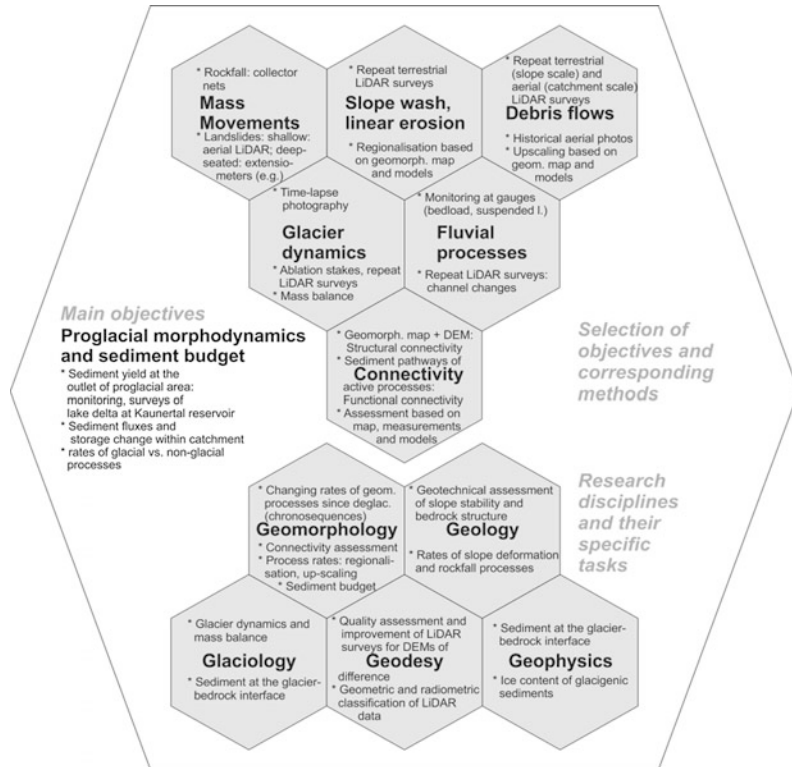 * Rockfall: collector
nets
Mass
Movements
* Landslides: shallow:
aerial LiDAR; deep-
seated: extensio-
meters (e.g.)
* Repeat terrestrial
LiDAR surveys
Slope wash,
linear erosion
* Regionalisation based
on geomorph. map
and models
* Repeat terrestrial
(slope scale) and
aerial (catchment scale)
LiDAR surveys
Debris flows
* Historical aerial photos
* Upscaling based on
geom. map and
models
* Time-lapse
photography
Glacier
dynamics
* Ablation stakes, repeat
LiDAR surveys
* Mass balance
* Monitoring at gauges
(bedload, suspended l.)
Fluvial
processes
* Repeat LiDAR surveys:
channel changes
Main objectives
Proglacial morphodynamics
and sediment budget
* Sediment yield at the
outlet of proglacial area:
monitoring, surveys of
lake delta at Kaunertal reservoir
* Sediment fluxes and
storage change within catchment
* rates of glacial vs. non-glacial
processes
* Geomorph. map + DEM:
Structural connectivity
* Sediment pathways of
Connectivity
active processes:
Functional connectivity
* Assessment based on
map, measurements
and models
Selection of
objectives and
corresponding
methods
* Changing rates of geom.
processes since deglac.
(chronosequences)
Geomorphology
* Connectivity assessment
* Process rates: regionali-
sation, up-scaling
* Sediment budget
* Geotechnical assessment
of slope stability and
bedrock structure
Geology
* Rates of slope deformation
and rockfall processes
Research
disciplines
and their
specific
tasks
* Glacier dynamics and
mass balance
Glaciology
* Sediment at the glacier-
bedrock interface
* Quality assessment and
improvement of LiDAR
surveys for DEMs of
Geodesy
difference
* Geometric and radiometric
classification of LiDAR
data
* Sediment at the glacier-
bedrock interface
Geophysics
* Ice content of glacigenic
sediments